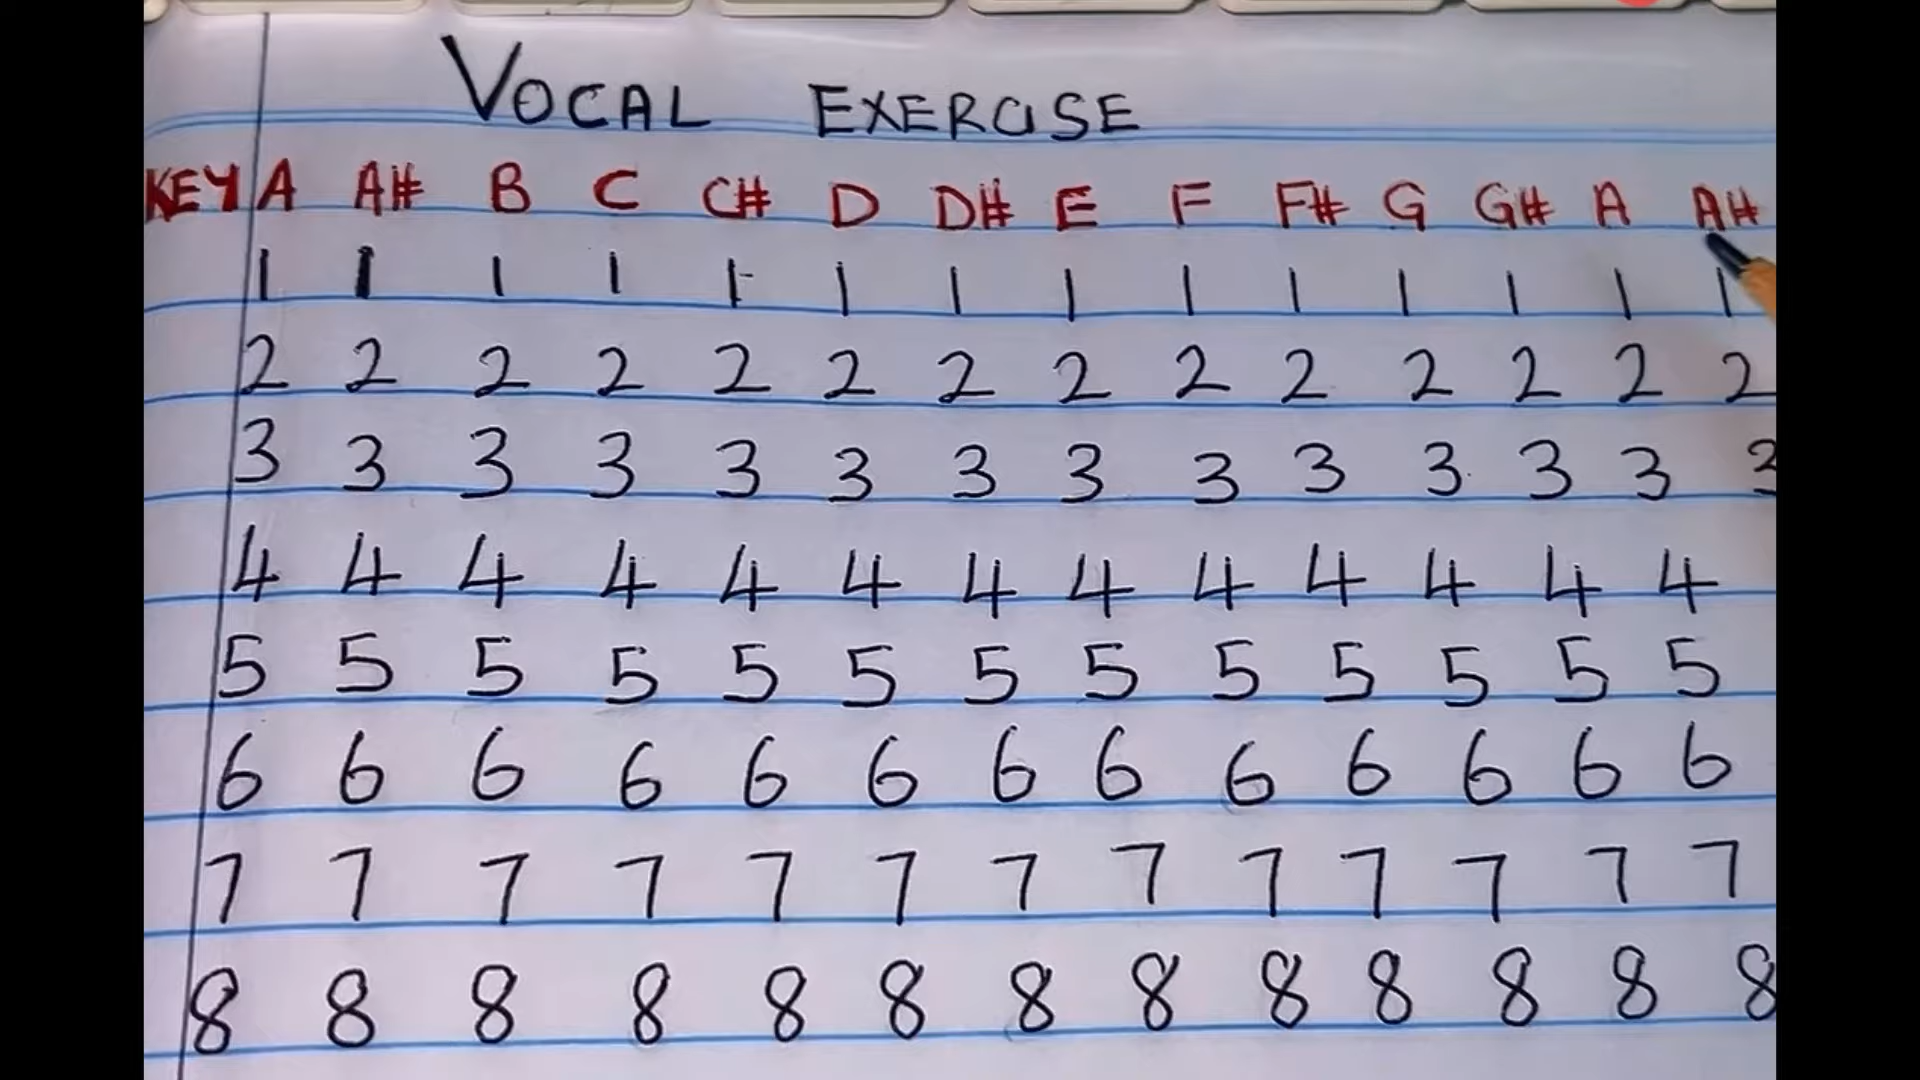 VOCAL EXERCISE
KEY A A# B C C# D D# E F F# G G# A A#
1 1 1 1 1 1 1 1 1 1 1 1 1 1
2 2 2 2 2 2 2 2 2 2 2 2 2 2
3 3 3 3 3 3 3 3 3 3 3 3 3 3
4 4 4 4 4 4 4 4 4 4 4 4 4
5 5 5 5 5 5 5 5 5 5 5 5 5
6 6 6 6 6 6 6 6 6 6 6 6 6
7 7 7 7 7 7 7 7 7 7 7 7 7
8 8 8 8 8 8 8 8 8 8 8 8 8